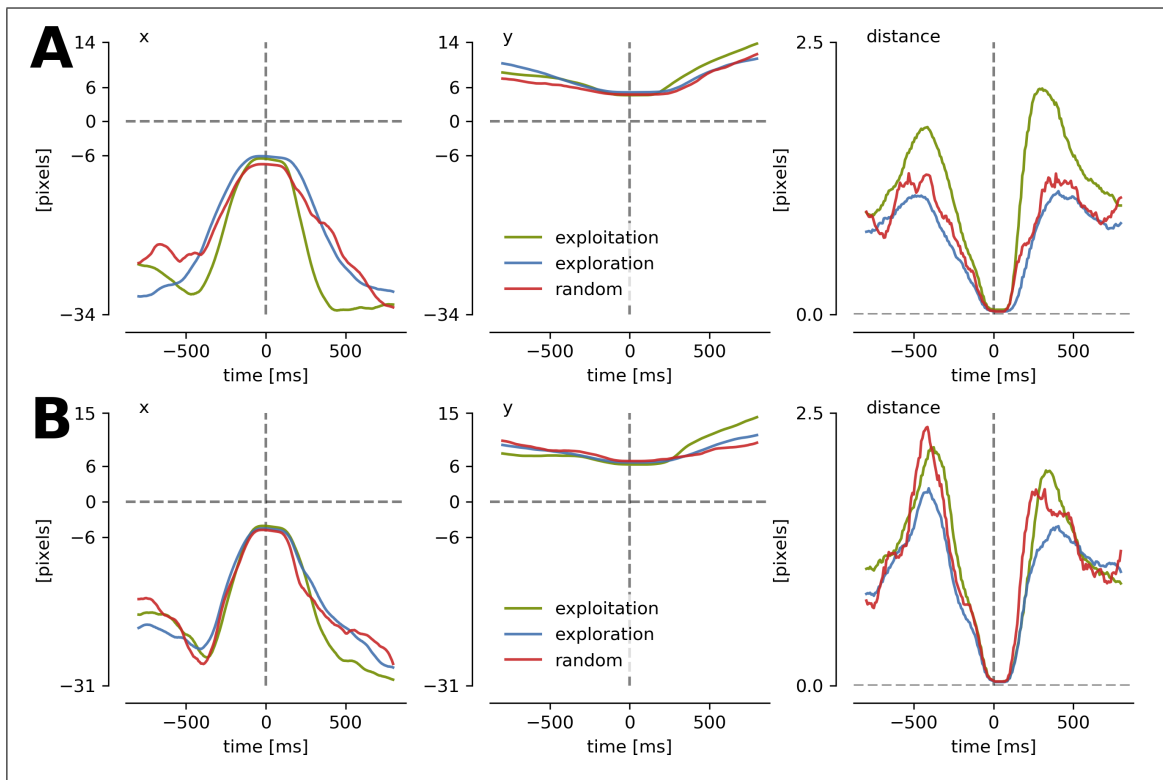 A
x
y
distance
14
6
0
−6
−34
[pixels]
−500
0
500
time [ms]
14
6
0
−6
−34
[pixels]
exploitation
exploration
random
−500
0
500
time [ms]
2.5
0.0
[pixels]
−500
0
500
time [ms]
B
x
y
distance
15
6
0
−6
−31
[pixels]
−500
0
500
time [ms]
15
6
0
−6
−31
[pixels]
exploitation
exploration
random
−500
0
500
time [ms]
2.5
0.0
[pixels]
−500
0
500
time [ms]